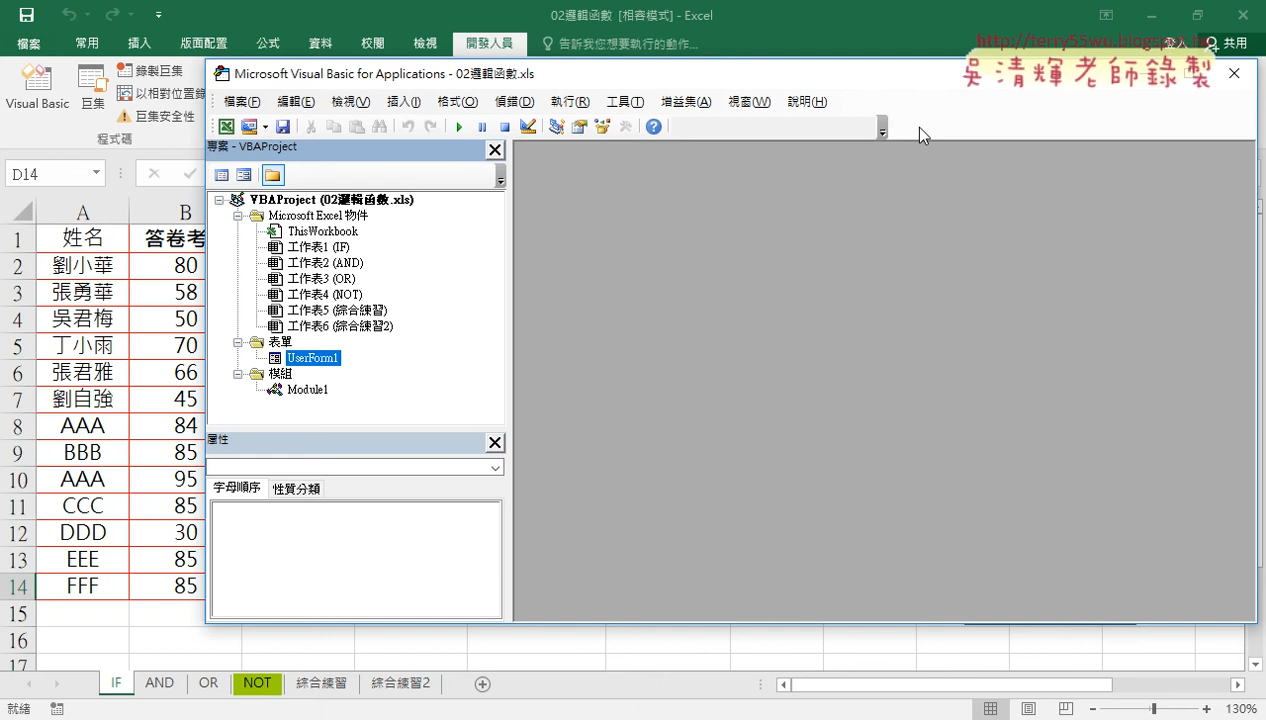 02邏輯函數 [相容模式] - Excel
檔案 常用 插入 版面配置 公式 資料 校閱 檢視 開發人員 告訴我您想要執行的動作... 登入 共用
http://terry55wu.blogspot.tw
吳清輝老師錄製
Visual Basic 巨集 錄製巨集
以相對位置錄
巨集安全性
程式碼
Microsoft Visual Basic for Applications - 02邏輯函數.xls
檔案(F) 編輯(E) 檢視(V) 插入(I) 格式(O) 偵錯(D) 執行(R) 工具(T) 增益集(A) 視窗(W) 說明(H)
專案 - VBAProject
VBAProject (02邏輯函數.xls)
Microsoft Excel 物件
ThisWorkbook
工作表1 (IF)
工作表2 (AND)
工作表3 (OR)
工作表4 (NOT)
工作表5 (綜合練習)
工作表6 (綜合練習2)
表單
UserForm1
模組
Module1
屬性
字母順序 性質分類
D14
A B
1 姓名 答卷考
2 劉小華 80
3 張勇華 58
4 吳君梅 50
5 丁小雨 70
6 張君雅 66
7 劉自強 45
8 AAA 84
9 BBB 85
10 AAA 95
11 CCC 85
12 DDD 30
13 EEE 85
14 FFF 85
15
16
17
IF AND OR NOT 綜合練習 綜合練習2
就緒 130%